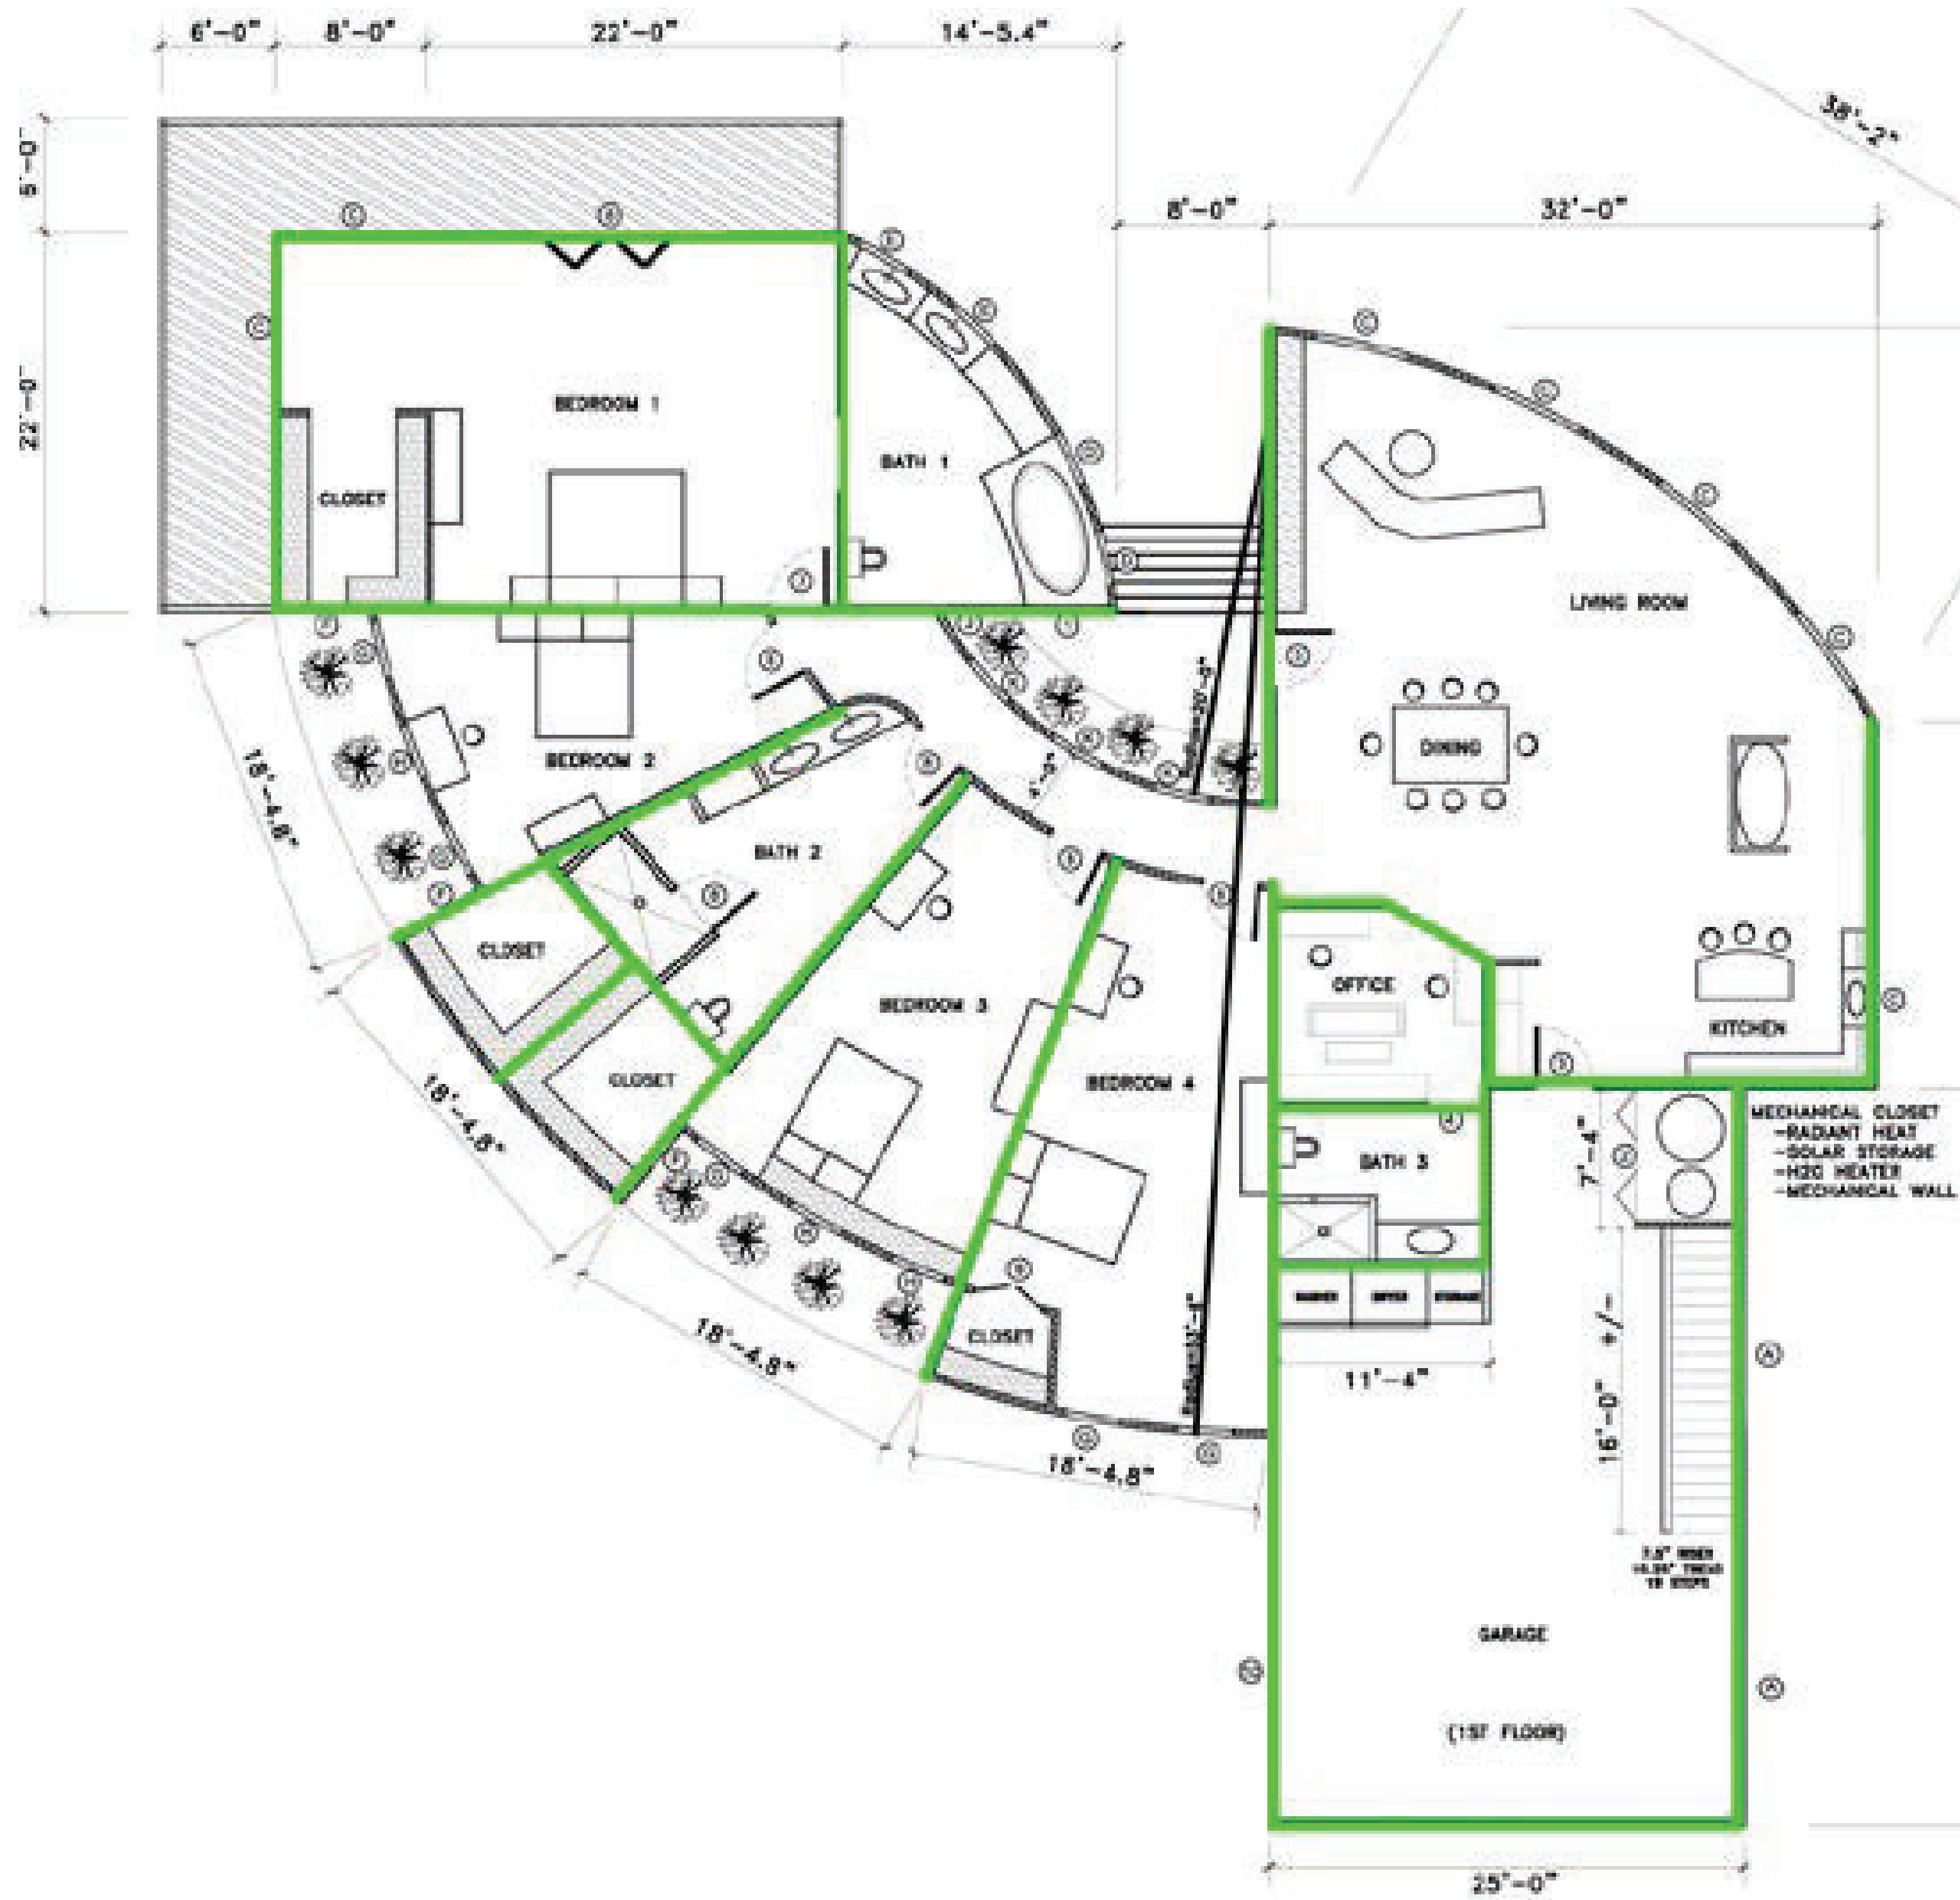 6'-0" 8'-0" 22'-0" 14'-5.4"
38'-2"
8'-0" 32'-0"
22'-0"
BEDROOM 1
BATH 1
CLOSET
LIVING ROOM
DINING
BEDROOM 2
BATH 2
18'-4.8"
CLOSET
OFFICE
BEDROOM 3
KITCHEN
CLOSET
BEDROOM 4
18'-4.8"
MECHANICAL CLOSET
-RADIANT HEAT
-SOLAR STORAGE
-H2O HEATER
-MECHANICAL WALL
7'-4"
BATH 3
WASHER DRYER STORAGE
CLOSET
18'-4.8"
11'-4"
16'-0" +/-
18'-4.8"
GARAGE
(1ST FLOOR)
25'-0"